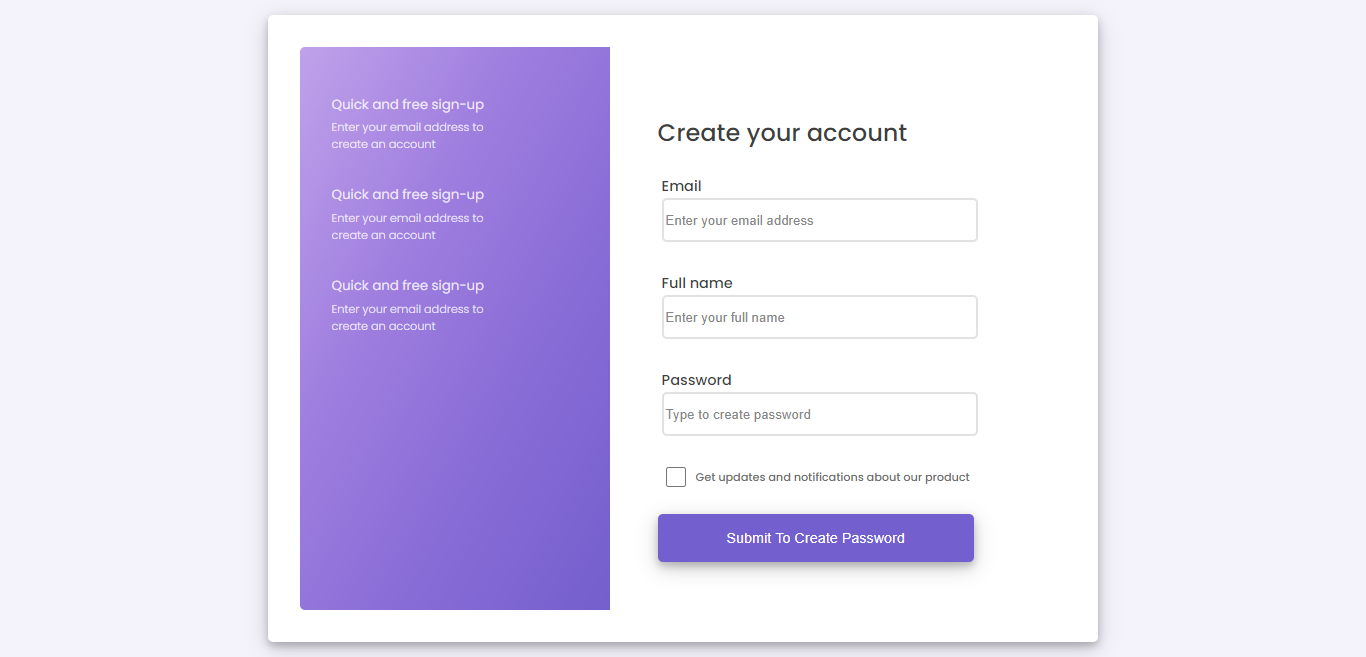 Quick and free sign-up
Enter your email address to
create an account
Quick and free sign-up
Enter your email address to
create an account
Quick and free sign-up
Enter your email address to
create an account
Create your account
Email
Enter your email address
Full name
Enter your full name
Password
Type to create password
Get updates and notifications about our product
Submit To Create Password